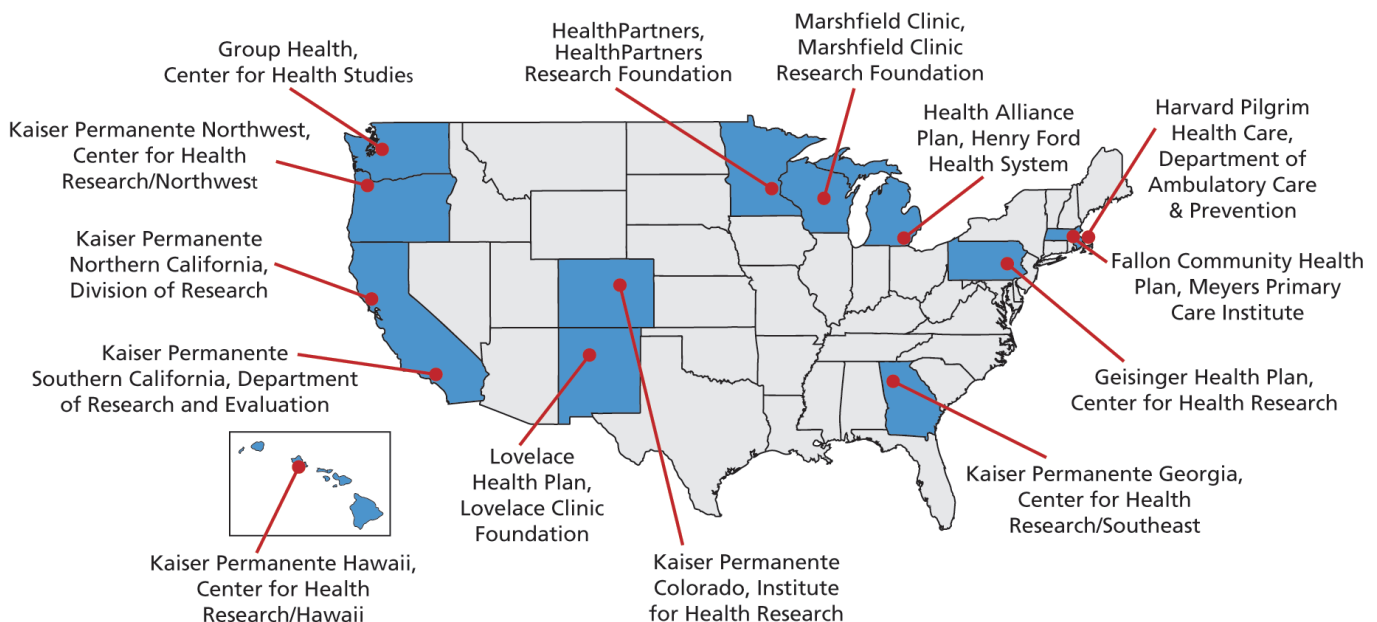 Group Health,
Center for Health Studies
HealthPartners,
HealthPartners
Research Foundation
Marshfield Clinic,
Marshfield Clinic
Research Foundation
Health Alliance
Plan, Henry Ford
Health System
Harvard Pilgrim
Health Care,
Department of
Ambulatory Care
& Prevention
Kaiser Permanente Northwest,
Center for Health
Research/Northwest
Kaiser Permanente
Northern California,
Division of Research
Fallon Community Health
Plan, Meyers Primary
Care Institute
Kaiser Permanente
Southern California, Department
of Research and Evaluation
Geisinger Health Plan,
Center for Health Research
Lovelace
Health Plan,
Lovelace Clinic
Foundation
Kaiser Permanente Georgia,
Center for Health
Research/Southeast
Kaiser Permanente Hawaii,
Center for Health
Research/Hawaii
Kaiser Permanente
Colorado, Institute
for Health Research